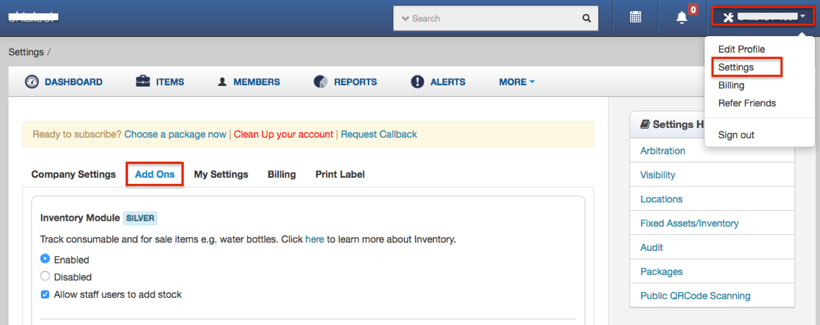 Search
0
Edit Profile
Settings
Billing
Refer Friends
Sign out
Settings /
DASHBOARD
ITEMS
MEMBERS
REPORTS
ALERTS
MORE
Ready to subscribe? Choose a package now | Clean Up your account | Request Callback
Company Settings
Add Ons
My Settings
Billing
Print Label
Inventory Module SILVER
Track consumable and for sale items e.g. water bottles. Click here to learn more about Inventory.
Enabled
Disabled
Allow staff users to add stock
Settings
Arbitration
Visibility
Locations
Fixed Assets/Inventory
Audit
Packages
Public QRCode Scanning